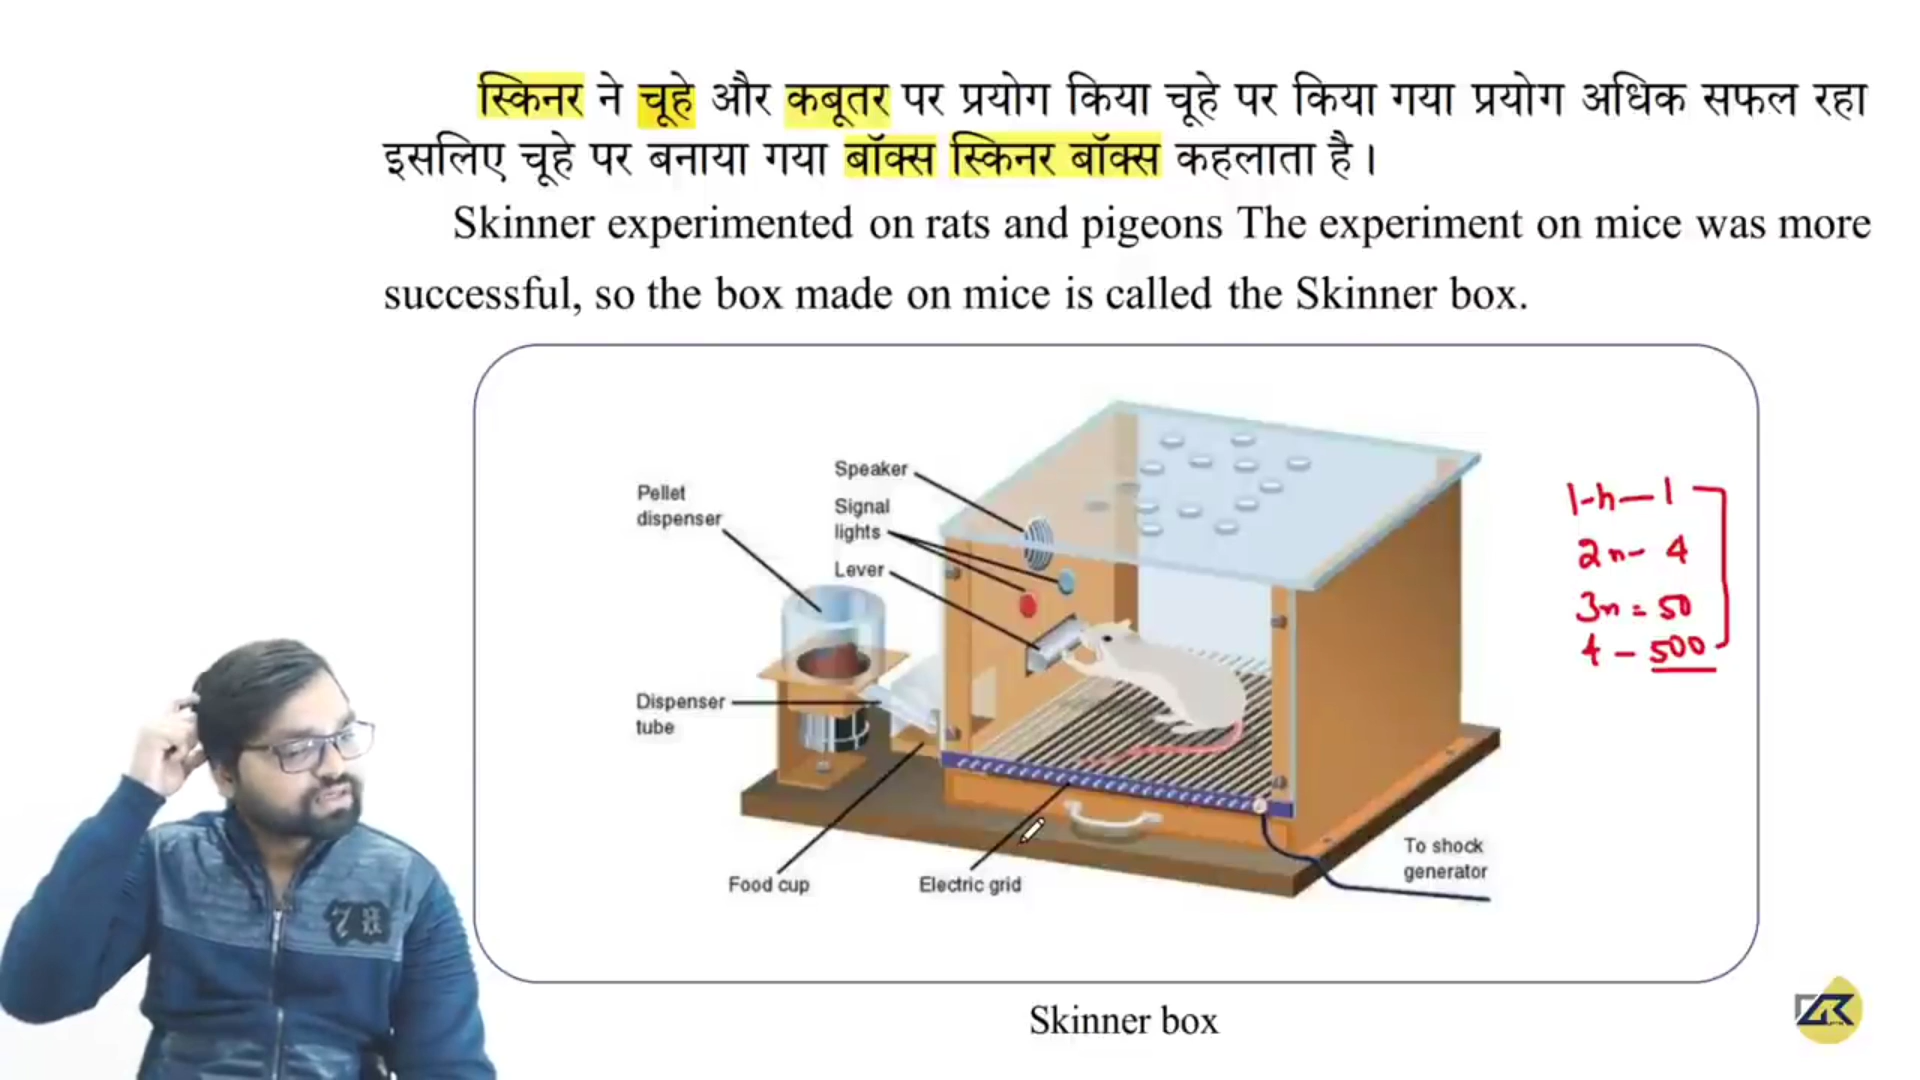 स्किनर ने चूहे और कबूतर पर प्रयोग किया चूहे पर किया गया प्रयोग अधिक सफल रहा
इसलिए चूहे पर बनाया गया बॉक्स स्किनर बॉक्स कहलाता है।
Skinner experimented on rats and pigeons The experiment on mice was more
successful, so the box made on mice is called the Skinner box.
Speaker
Pellet
dispenser
Signal
lights
Lever
Dispenser
tube
Food cup
Electric grid
To shock
generator
1-h—1
2n- 4
3n = 50
4 – 500
Skinner box